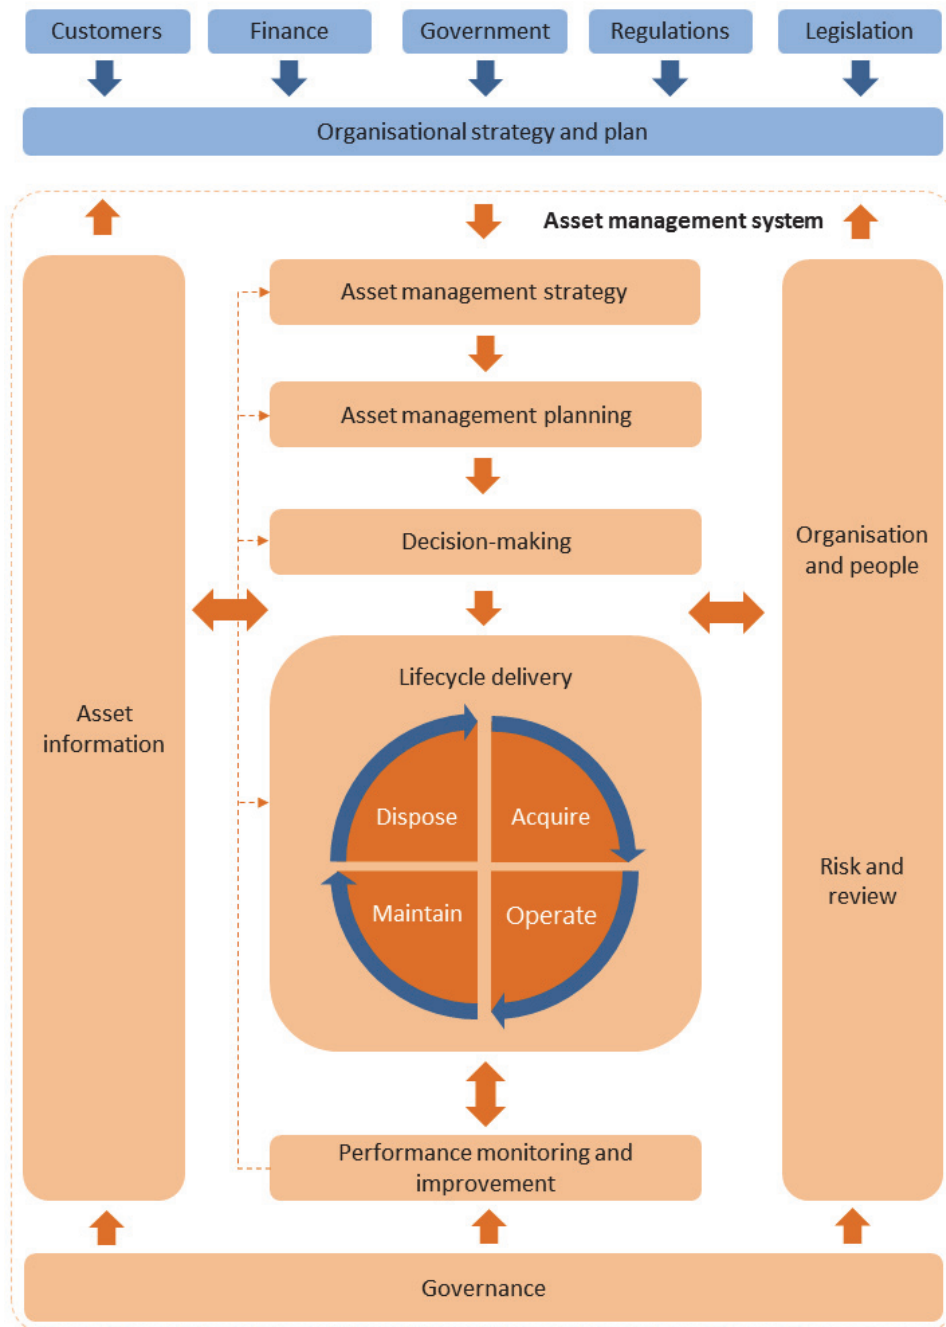 Customers
Finance
Government
Regulations
Legislation
Organisational strategy and plan
Asset management system
Asset management strategy
Asset management planning
Decision-making
Organisation
and people
Lifecycle delivery
Asset
information
Dispose
Acquire
Maintain
Operate
Risk and
review
Performance monitoring and
improvement
Governance